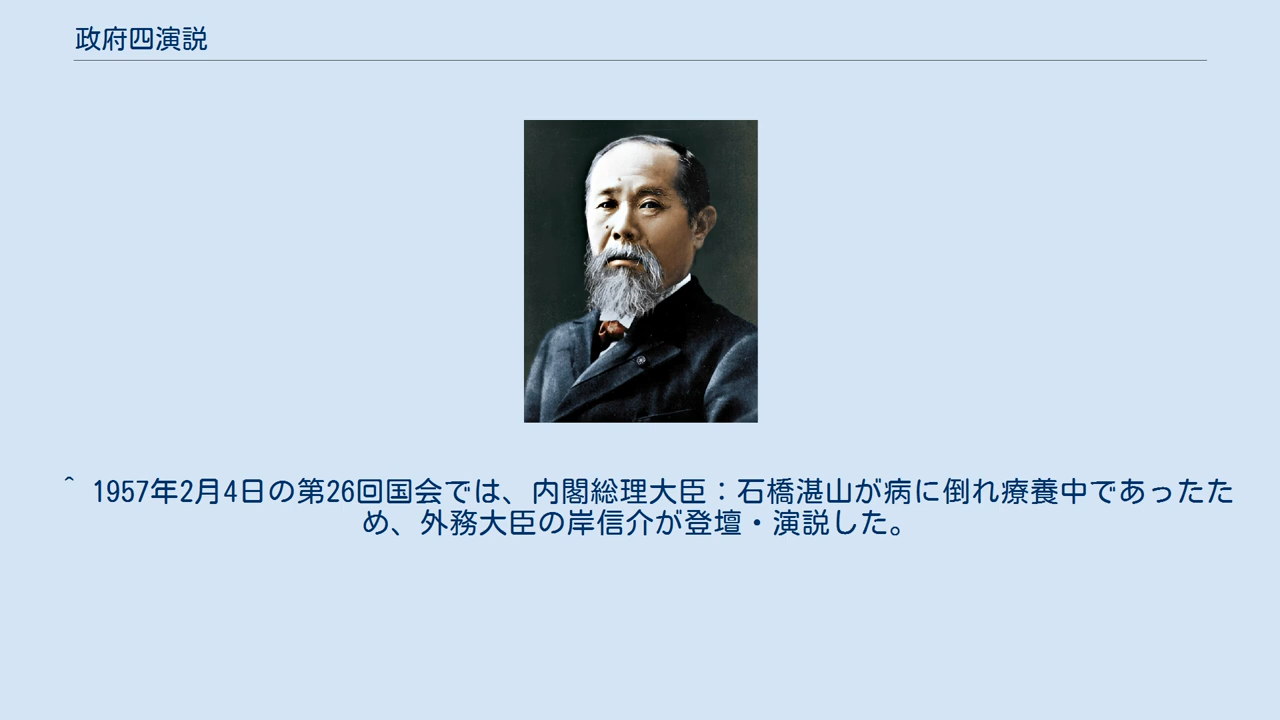 政府四演説
^ 1957年2月4日の第26回国会では、内閣総理大臣：石橋湛山が病に倒れ療養中であったた
め、外務大臣の岸信介が登壇・演説した。